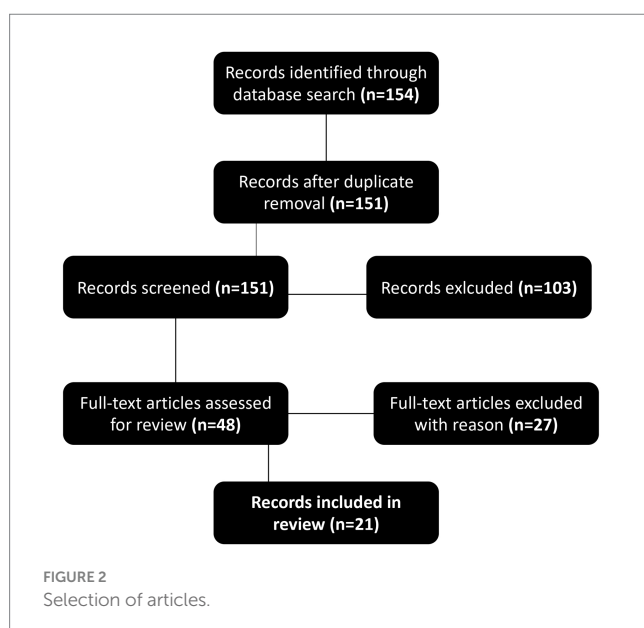 Records identified through
database search (n=154)
Records after duplicate
removal (n=151)
Records screened (n=151)
Records exlcuded (n=103)
Full-text articles assessed
for review (n=48)
Full-text articles excluded
with reason (n=27)
Records included in
review (n=21)
FIGURE 2
Selection of articles.